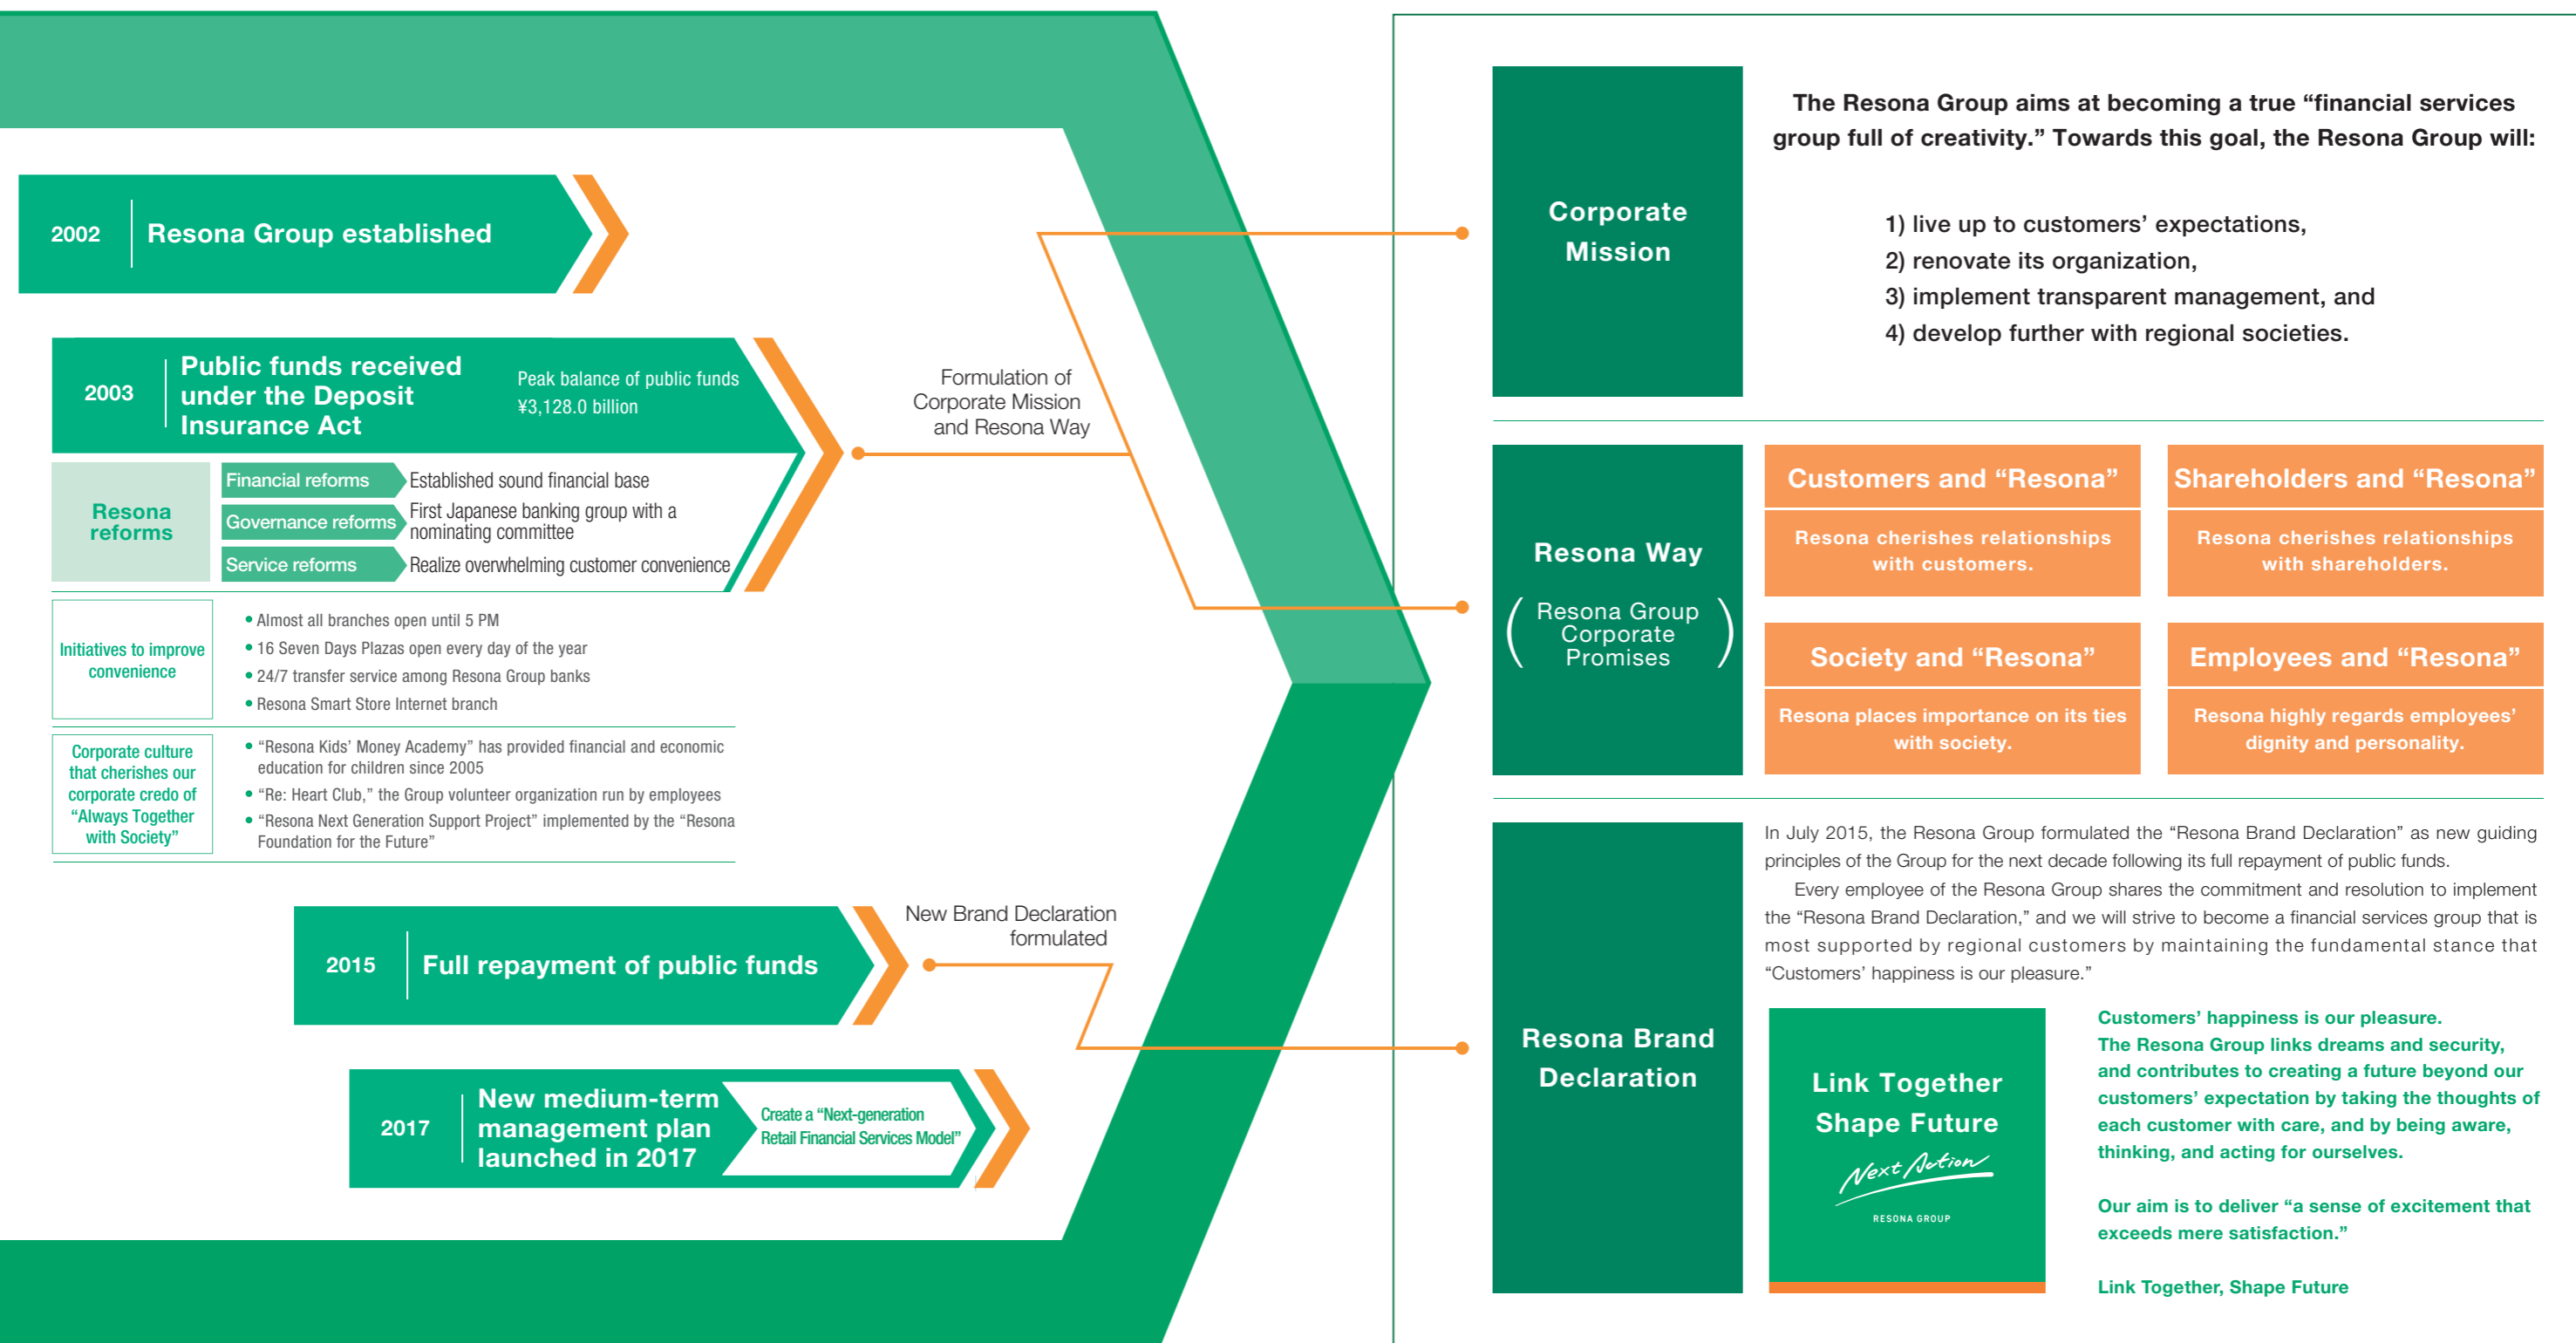 2002
Resona Group established
2003
Public funds received
under the Deposit
Insurance Act
Peak balance of public funds
¥3,128.0 billion
Resona
reforms
Financial reforms
Established sound financial base
Governance reforms
First Japanese banking group with a
nominating committee
Service reforms
Realize overwhelming customer convenience
Initiatives to improve
convenience
• Almost all branches open until 5 PM
• 16 Seven Days Plazas open every day of the year
• 24/7 transfer service among Resona Group banks
• Resona Smart Store Internet branch
Corporate culture
that cherishes our
corporate credo of
“Always Together
with Society”
• “Resona Kids’ Money Academy” has provided financial and economic
education for children since 2005
• “Re: Heart Club,” the Group volunteer organization run by employees
• “Resona Next Generation Support Project” implemented by the “Resona
Foundation for the Future”
2015
Full repayment of public funds
2017
New medium-term
management plan
launched in 2017
Create a “Next-generation
Retail Financial Services Model”
Formulation of
Corporate Mission
and Resona Way
New Brand Declaration
formulated
Corporate
Mission
The Resona Group aims at becoming a true “financial services
group full of creativity.” Towards this goal, the Resona Group will:
1) live up to customers’ expectations,
2) renovate its organization,
3) implement transparent management, and
4) develop further with regional societies.
Resona Way
(Resona Group
Corporate
Promises)
Customers and “Resona”
Resona cherishes relationships
with customers.
Shareholders and “Resona”
Resona cherishes relationships
with shareholders.
Society and “Resona”
Resona places importance on its ties
with society.
Employees and “Resona”
Resona highly regards employees’
dignity and personality.
Resona Brand
Declaration
In July 2015, the Resona Group formulated the “Resona Brand Declaration” as new guiding
principles of the Group for the next decade following its full repayment of public funds.
Every employee of the Resona Group shares the commitment and resolution to implement
the “Resona Brand Declaration,” and we will strive to become a financial services group that is
most supported by regional customers by maintaining the fundamental stance that
“Customers’ happiness is our pleasure.”
Link Together
Shape Future
Next Action
RESONA GROUP
Customers’ happiness is our pleasure.
The Resona Group links dreams and security,
and contributes to creating a future beyond our
customers’ expectation by taking the thoughts of
each customer with care, and by being aware,
thinking, and acting for ourselves.
Our aim is to deliver “a sense of excitement that
exceeds mere satisfaction.”
Link Together, Shape Future